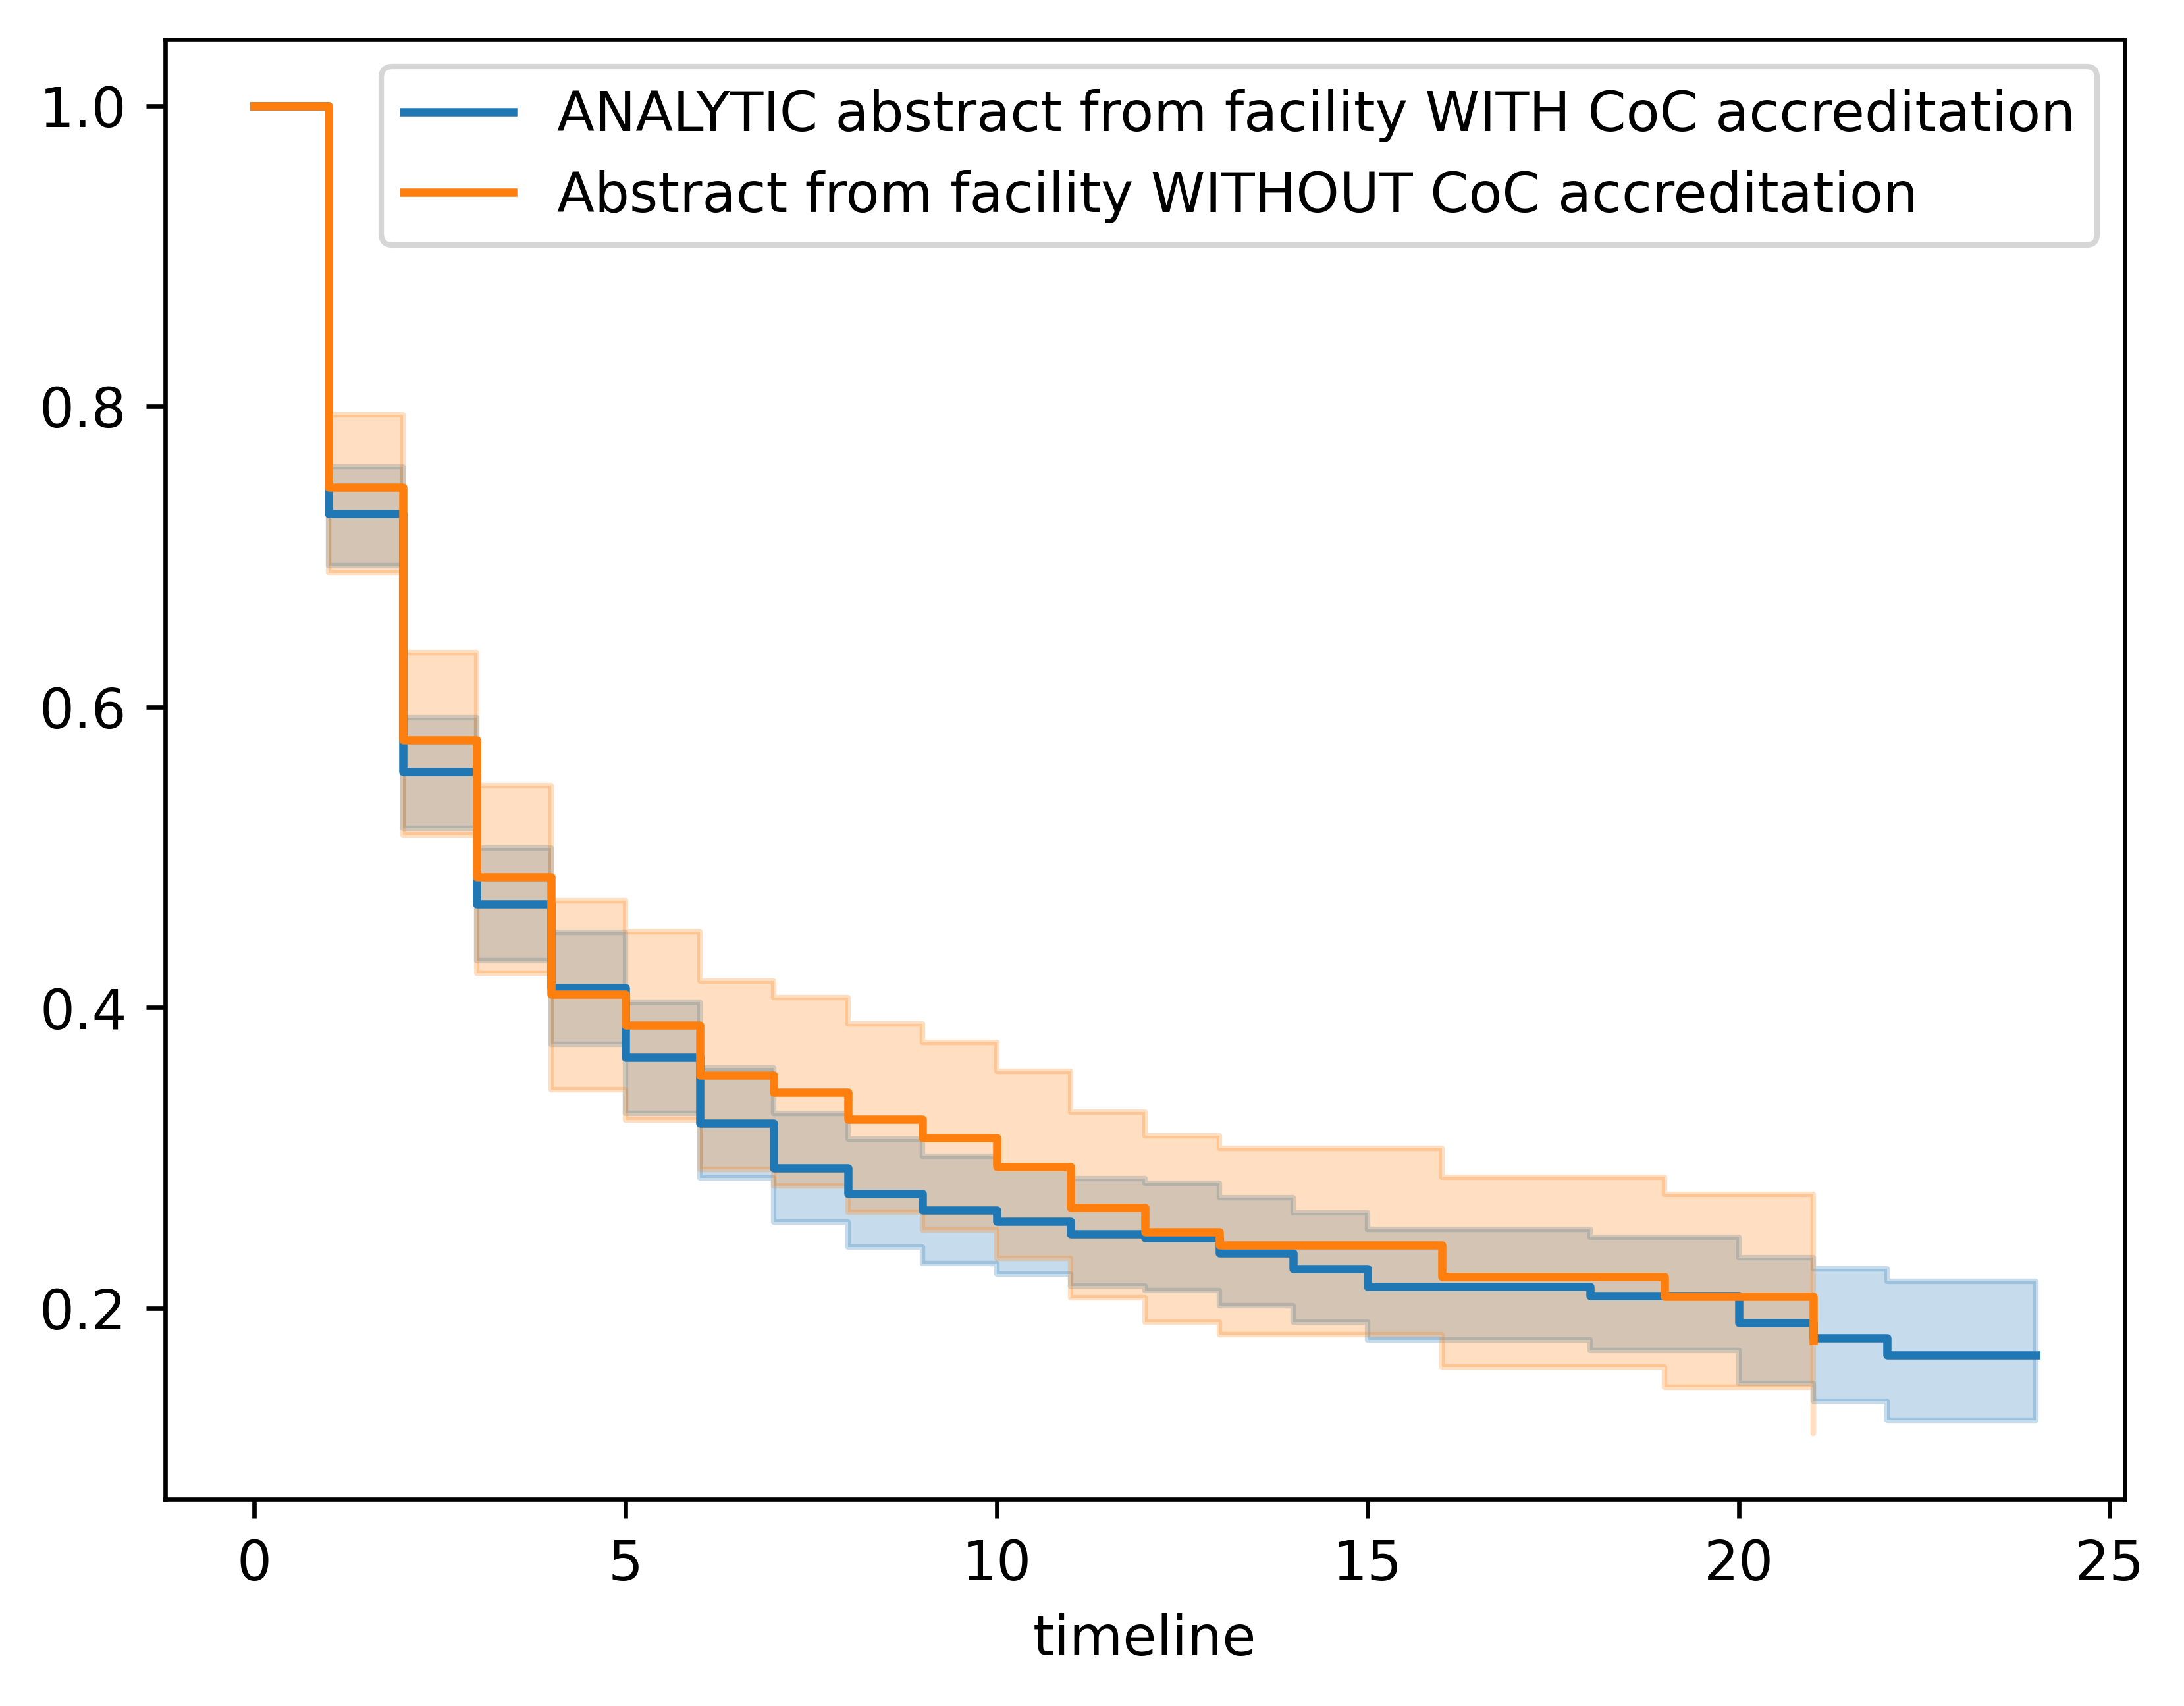 ANALYTIC abstract from facility WITH CoC accreditation
Abstract from facility WITHOUT CoC accreditation
1.0
0.8
0.6
0.4
0.2
0 5 10 15 20 25
timeline